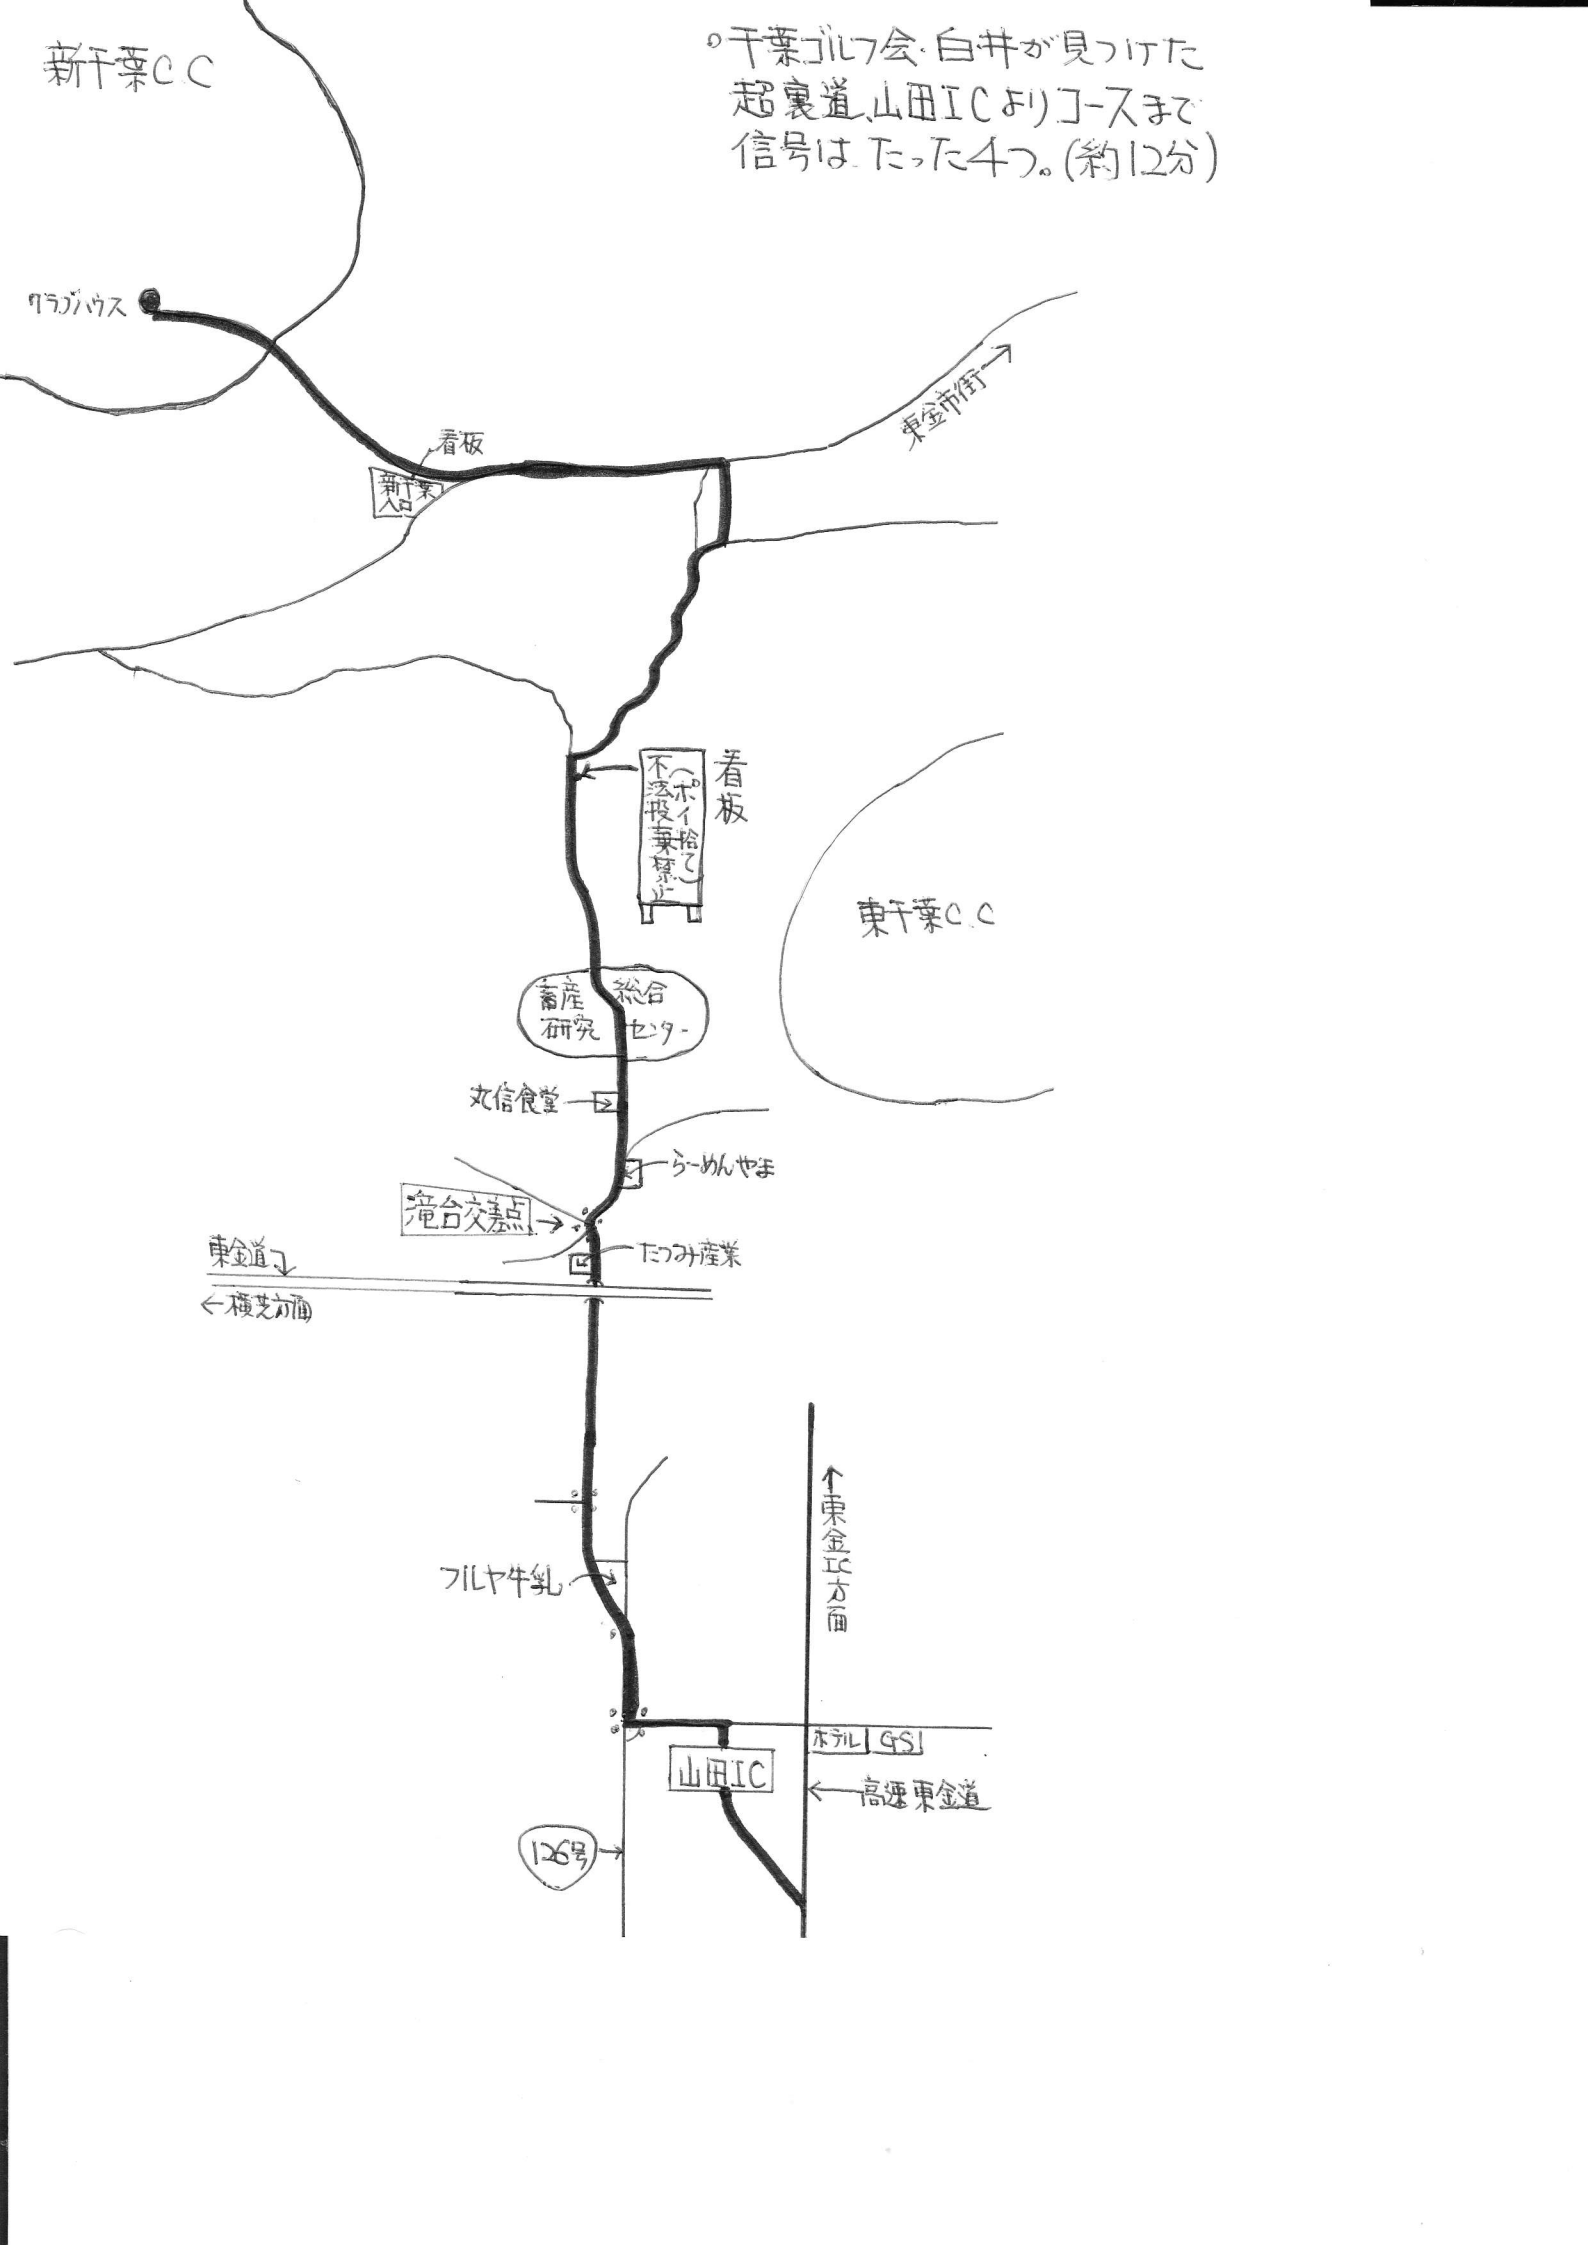 新千葉C.C
○千葉ゴルフ会・白井が見つけた
超裏道、山田ICよりコースまで
信号は、たった4つ。(約12分)
クラブハウス
東金市街→
看板
新千葉
入口
看板
(ポイ捨て)
不法投棄禁止
東千葉C.C
畜産 総合
研究 センター
丸信食堂
らーめんやま
滝台交差点
たつみ産業
東金道
←横芝方面
↑東金IC方面
フルヤ牛乳
ホテル GS
山田IC
←高速東金道
126号→